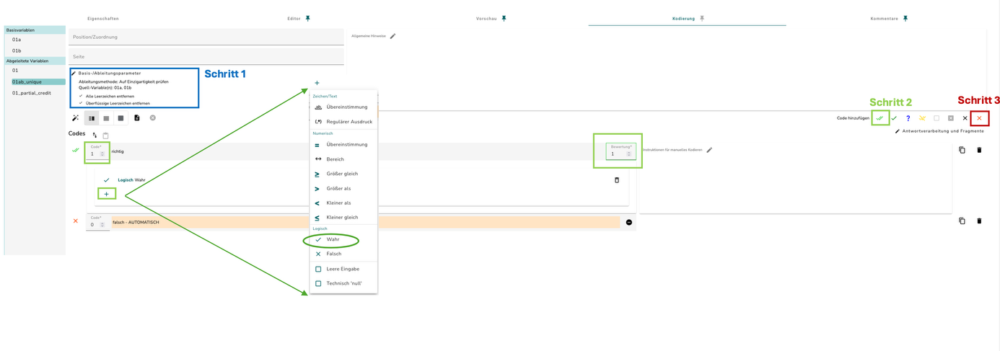 Eigenschaften
Editor
Vorschau
Kodierung
Kommentare
Basisvariablen
01a
01b
Abgeleitete Variablen
01
01ab_unique
01_partial_credit
Position/Zuordnung
Allgemeine Hinweise
Seite
Basis-/Ableitungsparameter
Ableitungsmethode: Auf Einzigartigkeit prüfen
Quell-Variable(n): 01a, 01b
Alle Leerzeichen entfernen
Überflüssige Leerzeichen entfernen
Schritt 1
Schritt 2
Schritt 3
Code hinzufügen
?
Antwortverarbeitung und Fragmente
Codes
Code*
1
richtig
Bewertung*
1
Instruktionen für manuelles Kodieren
Logisch Wahr
+
Code*
0
falsch - AUTOMATISCH
+
Zeichen/Text
Übereinstimmung
(.*) Regulärer Ausdruck
Numerisch
= Übereinstimmung
Bereich
≥ Größer gleich
> Größer als
< Kleiner als
≤ Kleiner gleich
Logisch
Wahr
Falsch
Leere Eingabe
Technisch 'null'